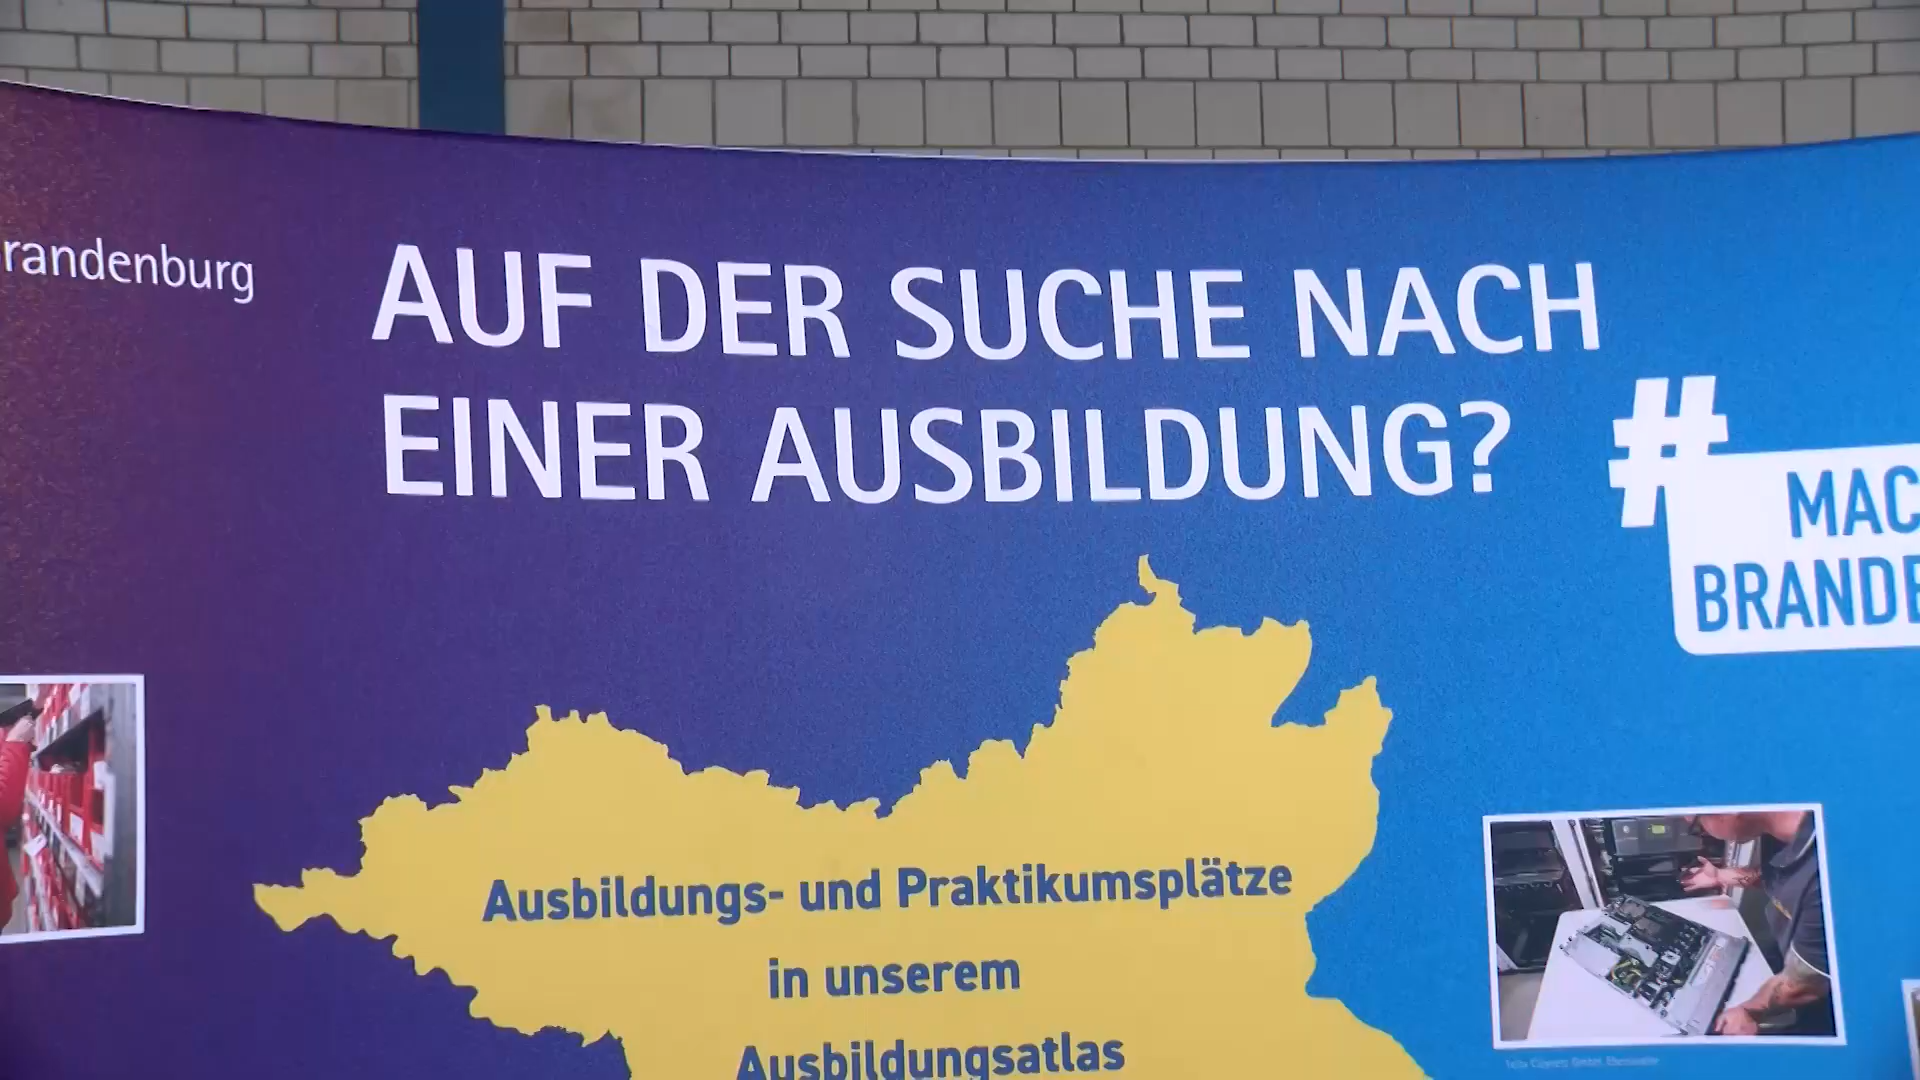 randenburg
AUF DER SUCHE NACH
EINER AUSBILDUNG?
#
MAC
BRANDE
Ausbildungs- und Praktikumsplätze
in unserem
Ausbildungsatlas